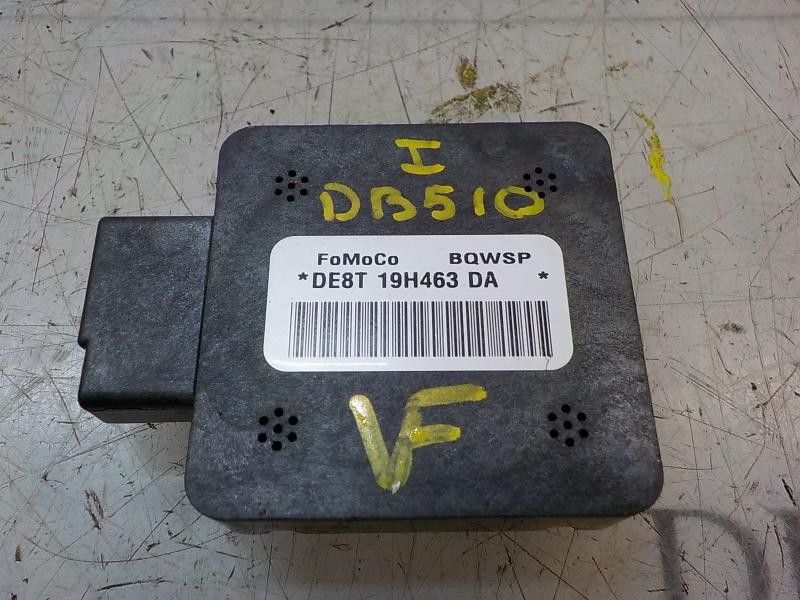 I
DB510
FoMoCo BQWSP
*DE8T 19H463 DA *
VF